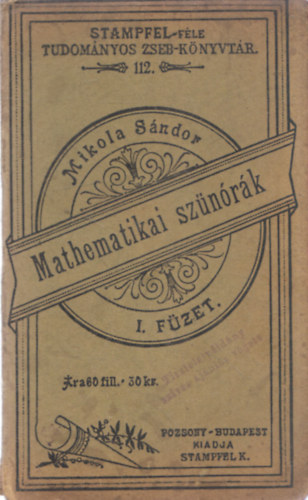 STAMPFEL-FÉLE
TUDOMÁNYOS ZSEB-KÖNYVTÁR.
112.
Mikola Sándor
Mathematikai szünórák
I. FÜZET.
Ára 60 fill. = 30 kr.
POZSONY - BUDAPEST
KIADJA
STAMPFEL K.